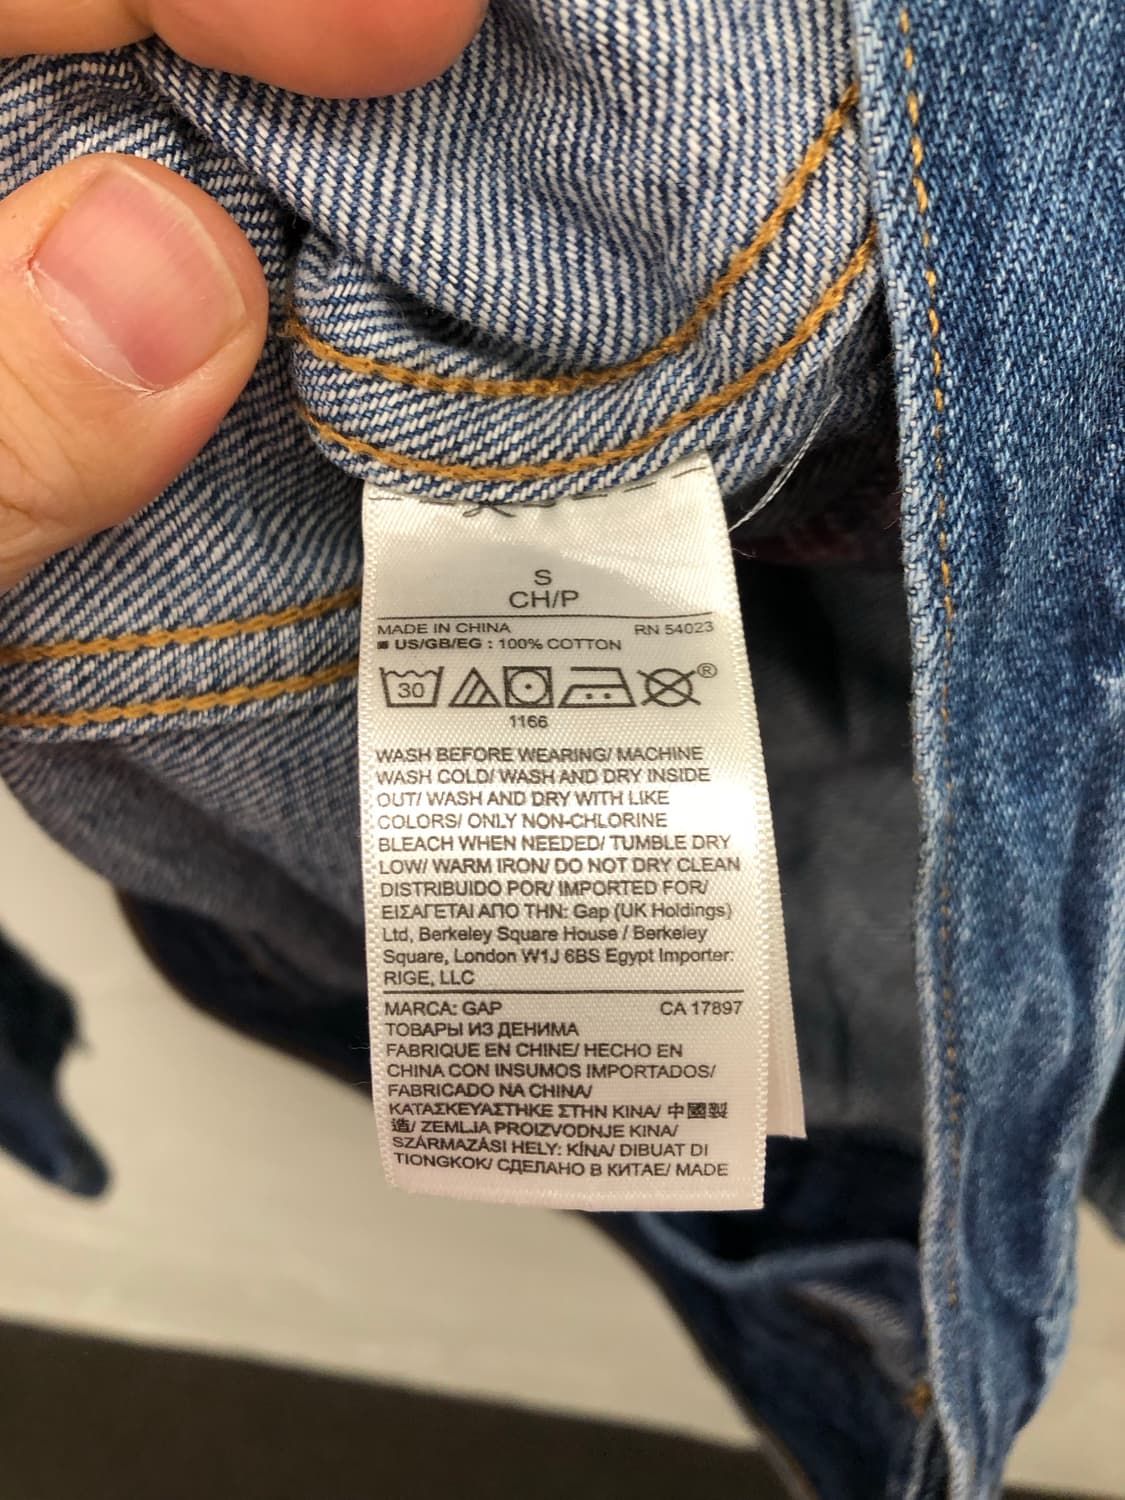 S
CH/P
MADE IN CHINA RN 54023
US/GB/EG : 100% COTTON
30 ®
1166
WASH BEFORE WEARING/ MACHINE
WASH COLD/ WASH AND DRY INSIDE
OUT/ WASH AND DRY WITH LIKE
COLORS/ ONLY NON-CHLORINE
BLEACH WHEN NEEDED/ TUMBLE DRY
LOW/ WARM IRON/ DO NOT DRY CLEAN
DISTRIBUIDO POR/ IMPORTED FOR/
ΕΙΣΑΓΕΤΑΙ ΑΠΟ ΤΗΝ: Gap (UK Holdings)
Ltd, Berkeley Square House / Berkeley
Square, London W1J 6BS Egypt Importer:
RIGE, LLC
MARCA: GAP CA 17897
ТОВАРЫ ИЗ ДЕНИМА
FABRIQUE EN CHINE/ HECHO EN
CHINA CON INSUMOS IMPORTADOS/
FABRICADO NA CHINA/
ΚΑΤΑΣΚΕΥΑΣΤΗΚΕ ΣΤΗΝ ΚΙΝΑ/ 中國製
造/ ZEMLJA PROIZVODNJE KINA/
SZÁRMAZÁSI HELY: KÍNA/ DIBUAT DI
TIONGKOK/ СДЕЛАНО В КИТАЕ/ MADE